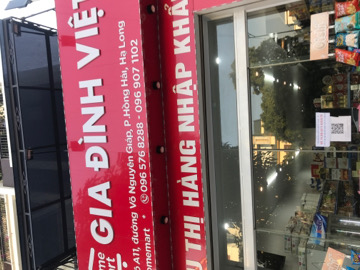 GIA ĐÌNH VIỆT
A11, đường Võ Nguyên Giáp, P. Hồng Hải, Hạ Long
096 576 8288 - 096 907 1102
THỊ HÀNG NHẬP KHẨ